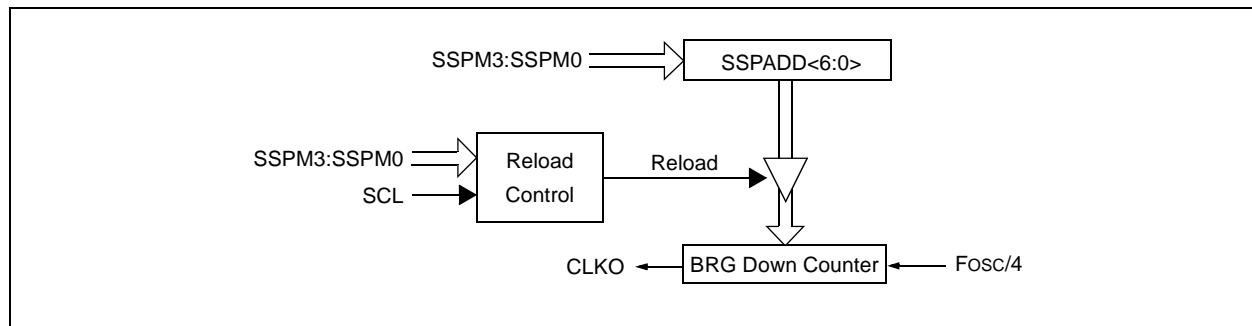 SSPM3:SSPM0
SSPADD<6:0>
SSPM3:SSPM0
SCL
Reload
Control
Reload
CLKO
BRG Down Counter
FOSC/4